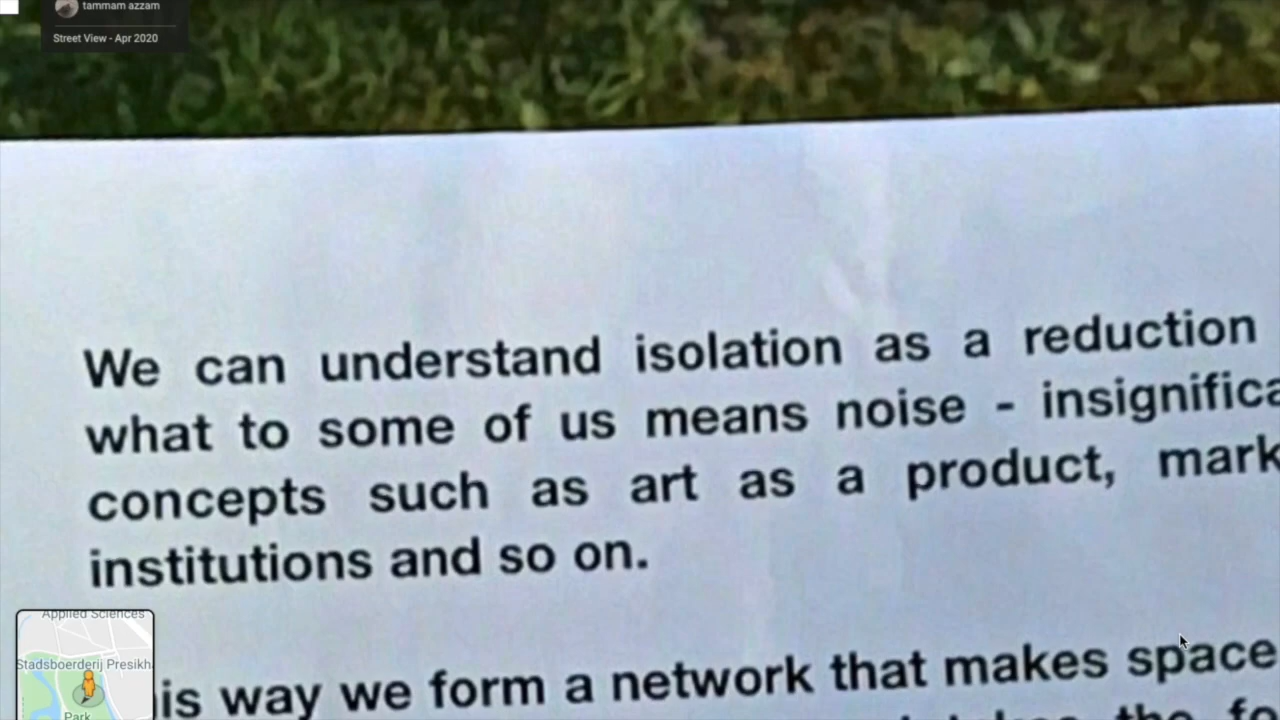 tammam azzam
Street View - Apr 2020
We can understand isolation as a reduction
what to some of us means noise - insignifica
concepts such as art as a product, mark
institutions and so on.
is way we form a network that makes space
the fo
Applied Sciences
Stadsboerderij Presikh
Park